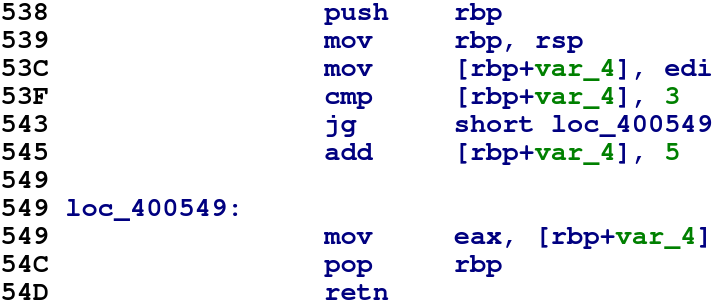 538 push rbp
539 mov rbp, rsp
53C mov [rbp+var_4], edi
53F cmp [rbp+var_4], 3
543 jg short loc_400549
545 add [rbp+var_4], 5
549
549 loc_400549:
549 mov eax, [rbp+var_4]
54C pop rbp
54D retn